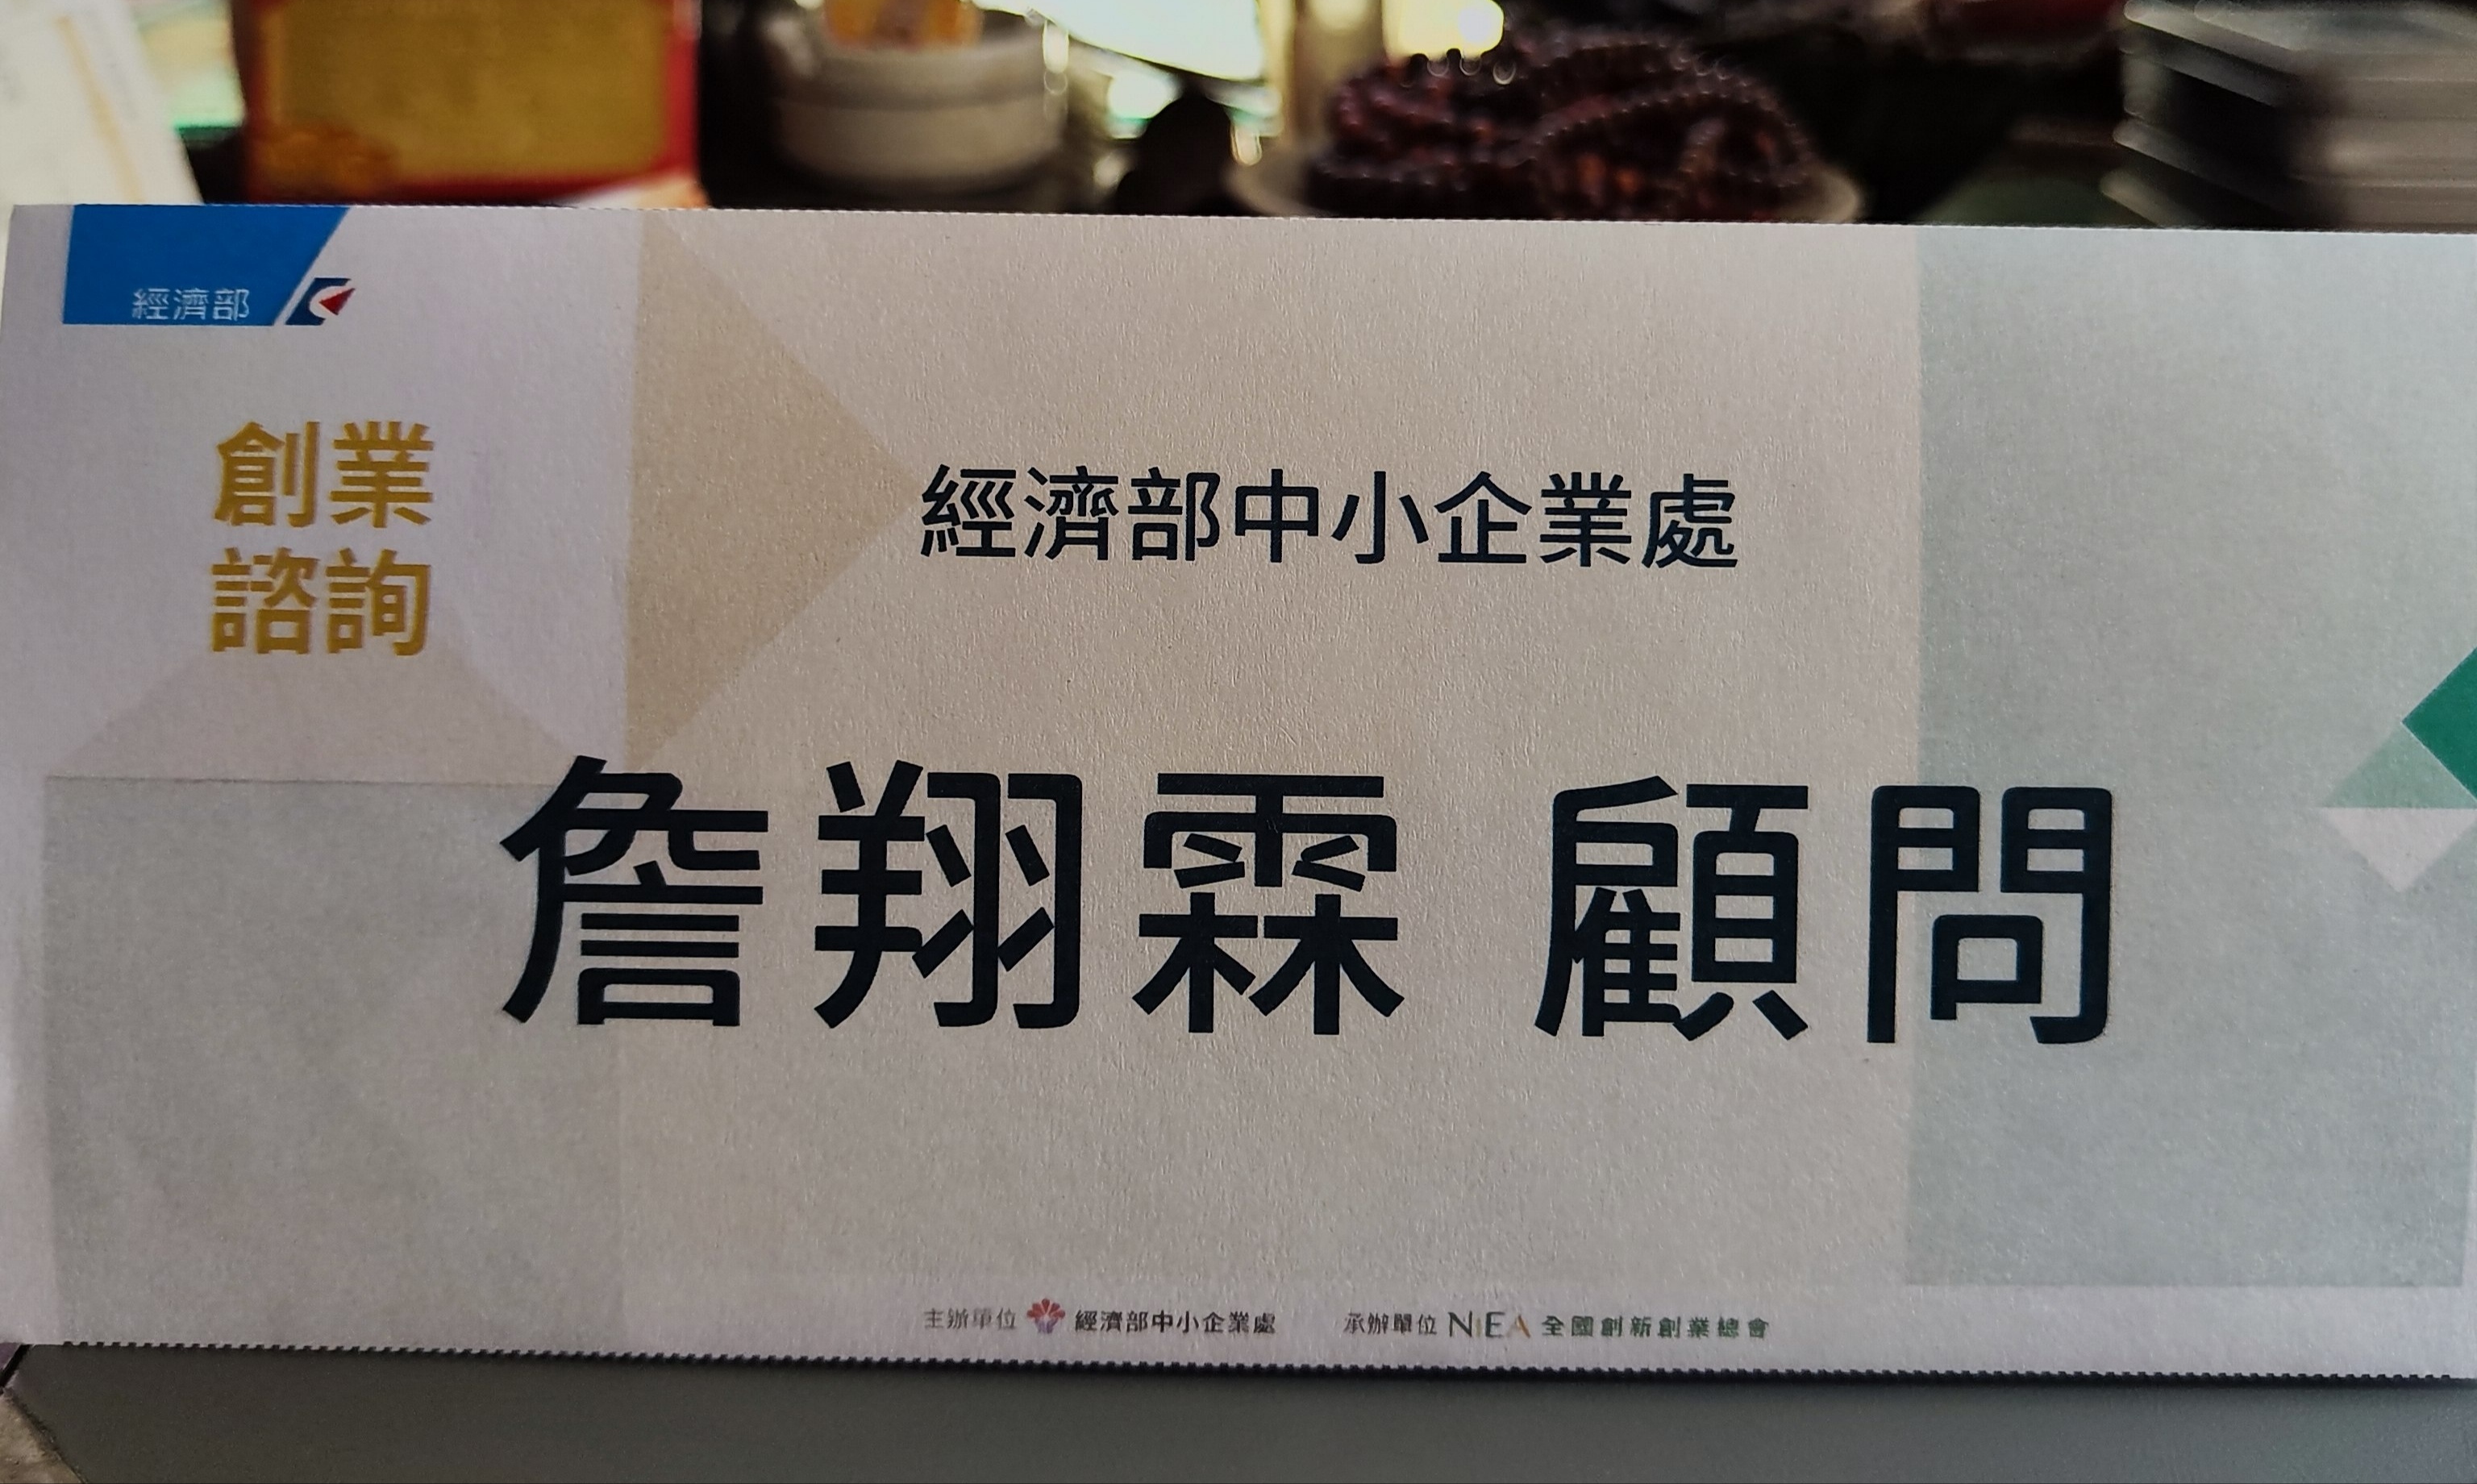 經濟部
創業
諮詢
經濟部中小企業處
詹翔霖 顧問
主辦單位 經濟部中小企業處 承辦單位 NiEA 全國創新創業總會